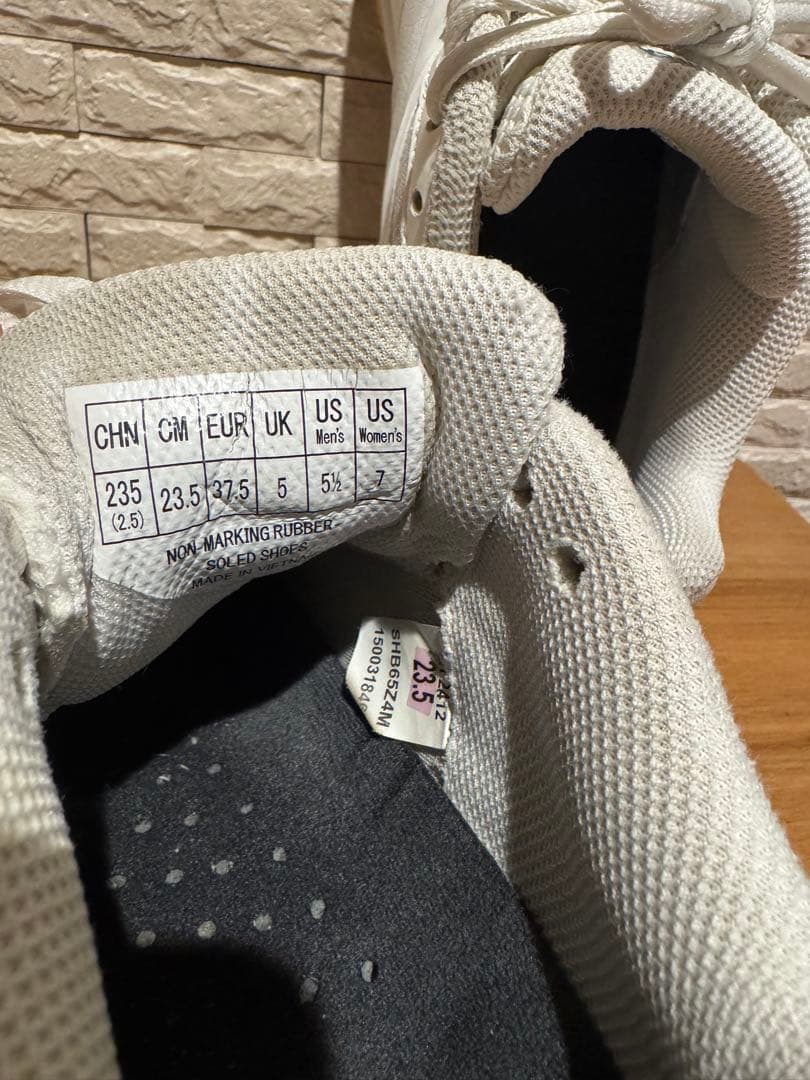 CHN CM EUR UK US Men's US Women's
235 (2.5) 23.5 37.5 5 5½ 7
NON-MARKING RUBBER
SOLED SHOES
MADE IN VIETNAM
23.5
SHB65Z4M